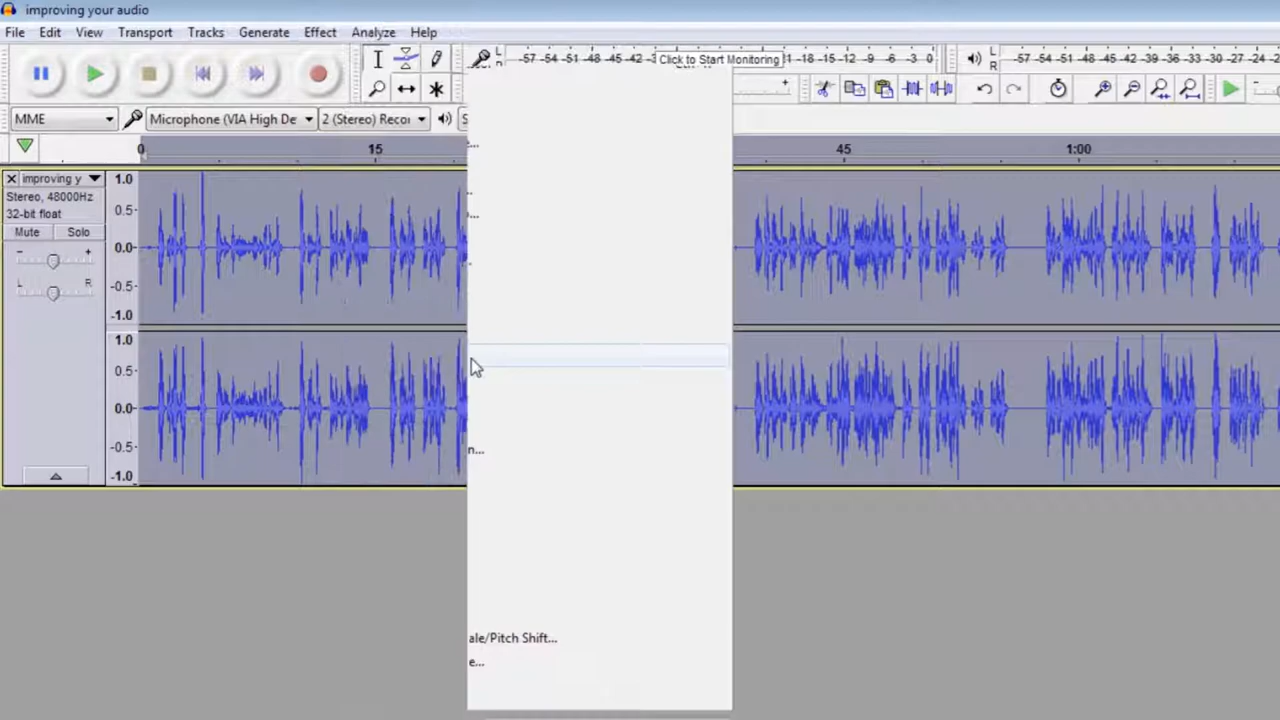 improving your audio
File Edit View Transport Tracks Generate Effect Analyze Help
L -57 -54 -51 -48 -45 -42 -3 Click to Start Monitoring -18 -15 -12 -9 -6 -3 0 L -57 -54 -51 -48 -45 -42 -39 -36 -33 -30 -27 -24
R R
MME Microphone (VIA High De 2 (Stereo) Recor S
0 15 45 1:00
improving y 1.0
Stereo, 48000Hz
32-bit float 0.5
Mute Solo
- + 0.0
L R -0.5
-1.0
1.0
0.5
0.0
-0.5
-1.0
e...
...
...
n...
ale/Pitch Shift...
e...